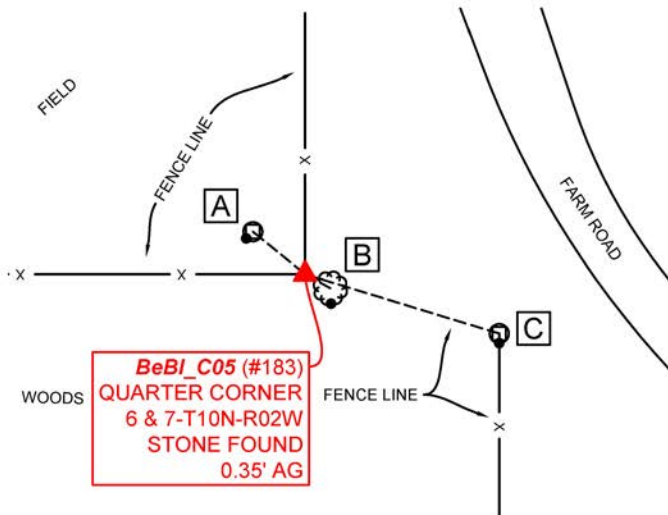 FIELD
FENCE LINE
X
A
B
FARM ROAD
X
X
C
BeBl_C05 (#183)
QUARTER CORNER
6 & 7-T10N-R02W
STONE FOUND
0.35' AG
WOODS
FENCE LINE
X